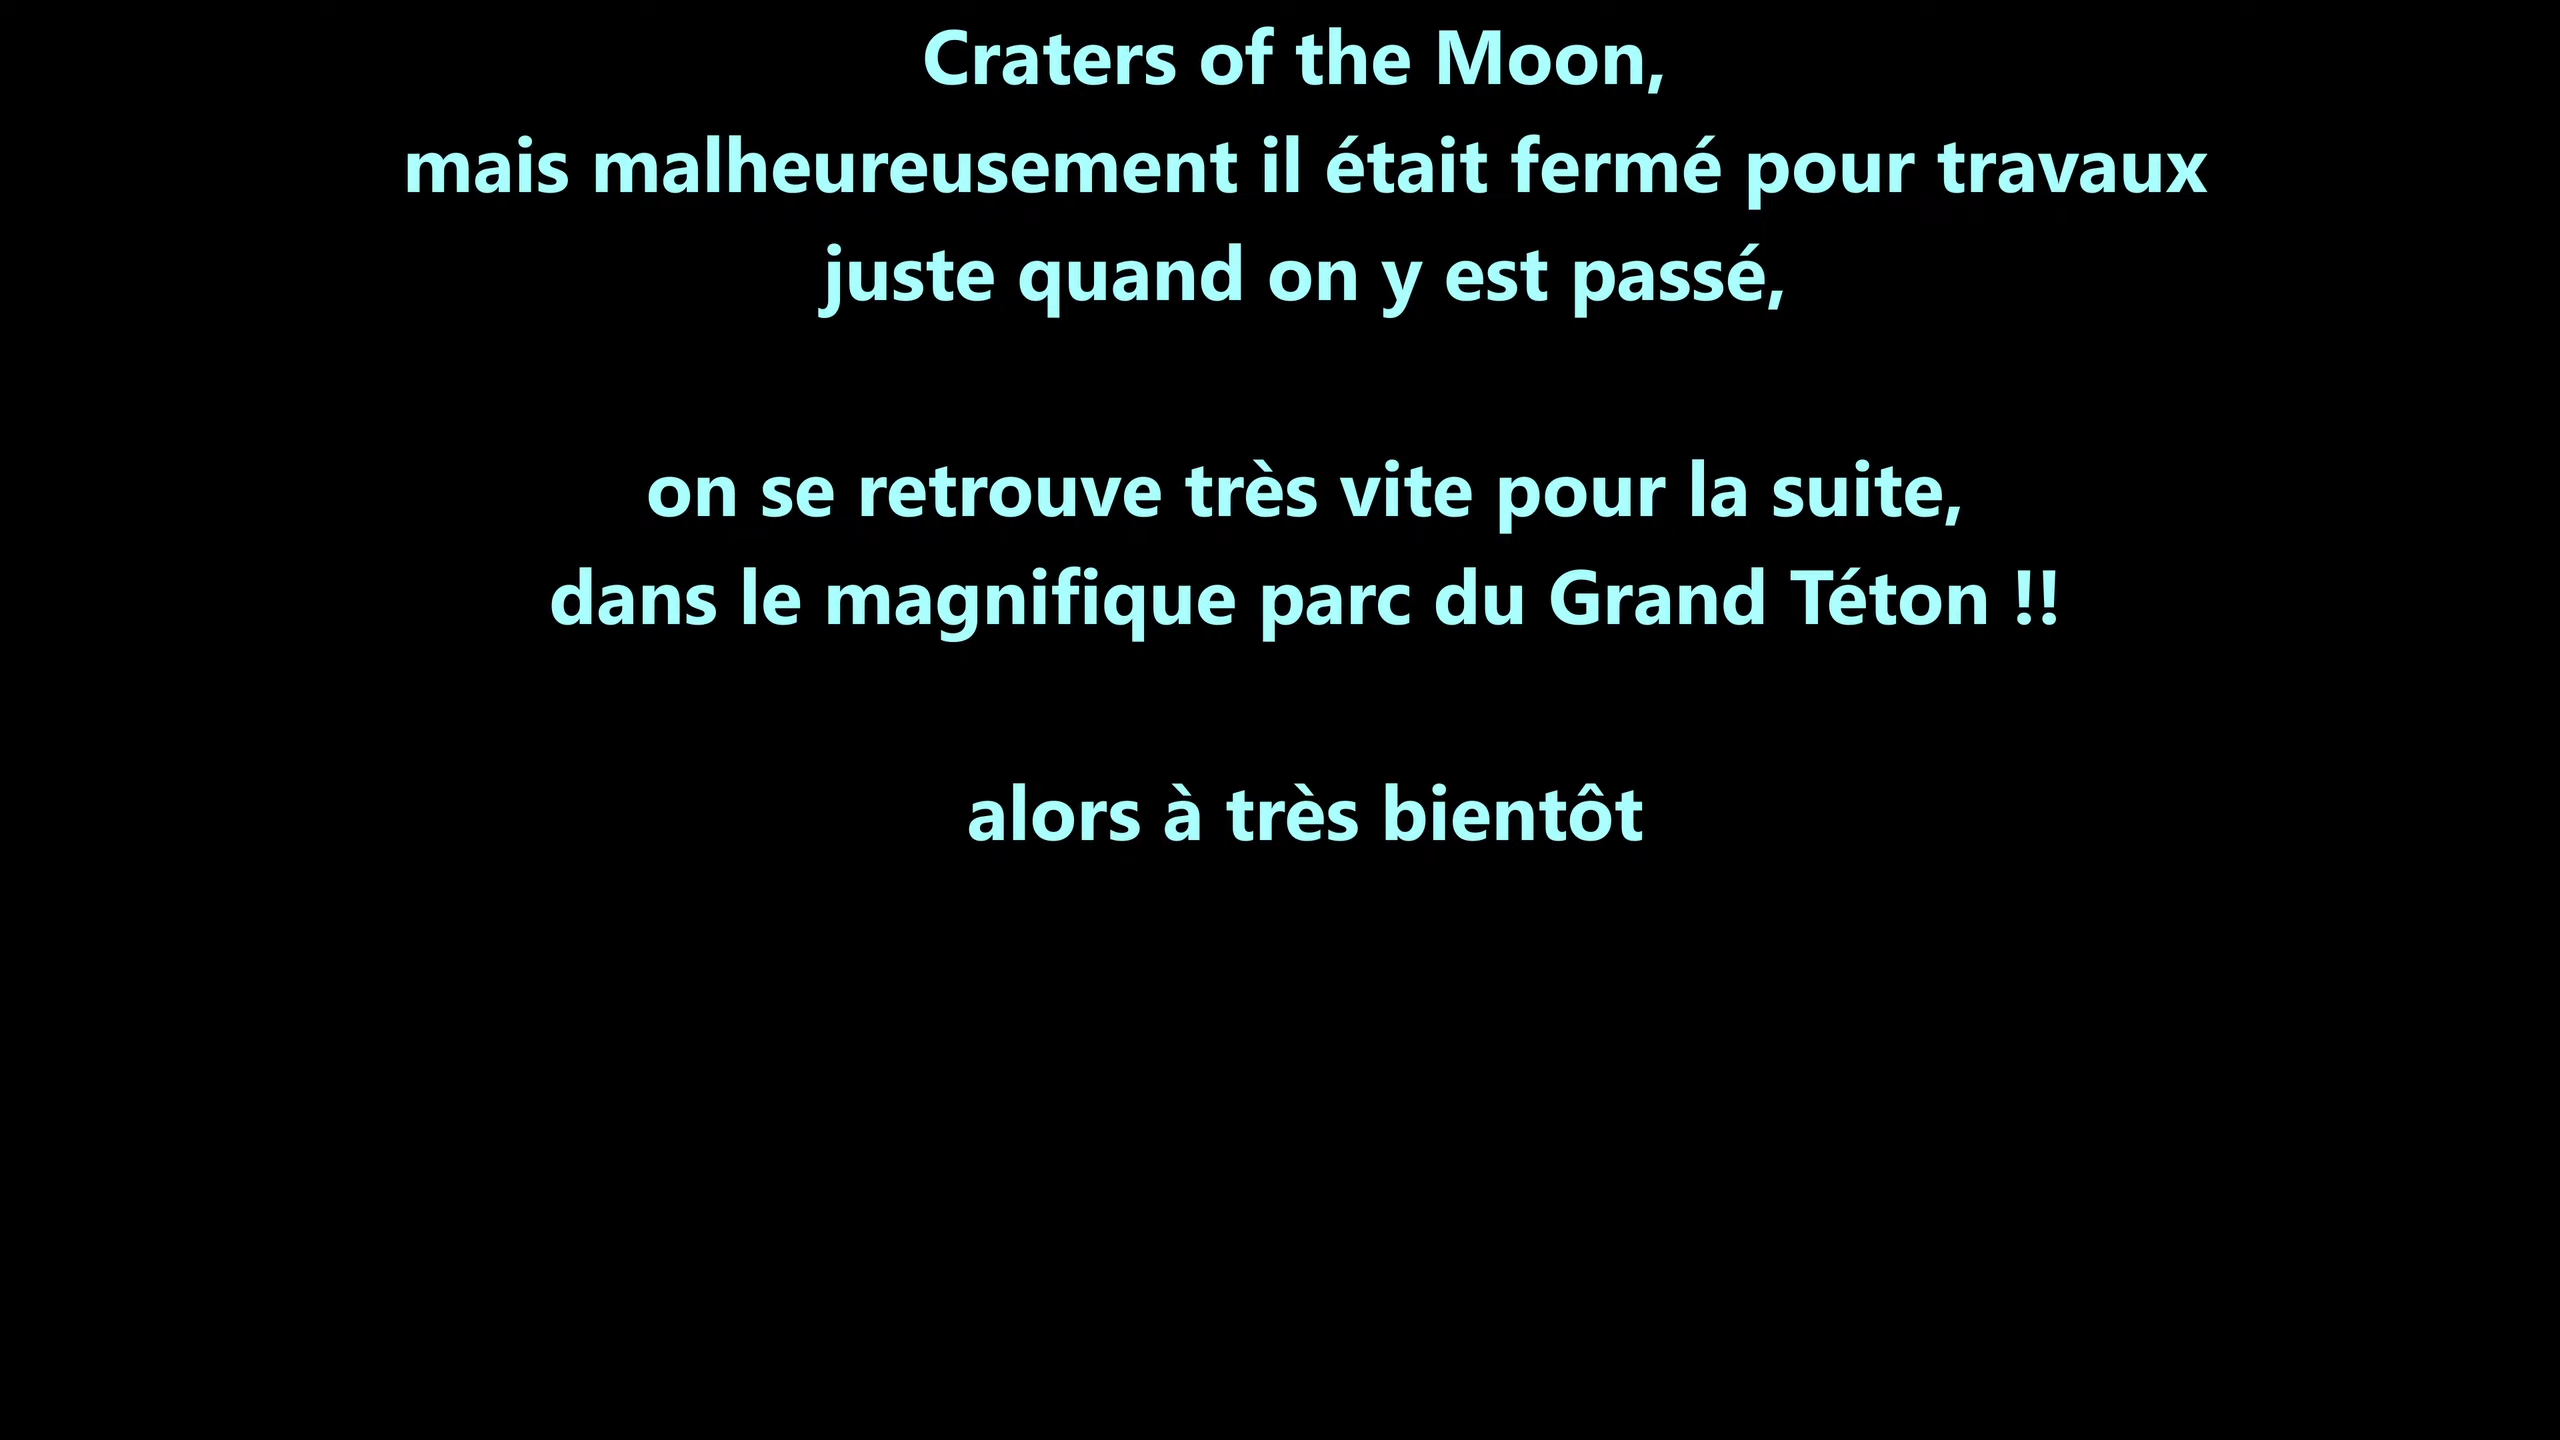 Craters of the Moon,
mais malheureusement il était fermé pour travaux
juste quand on y est passé,
on se retrouve très vite pour la suite,
dans le magnifique parc du Grand Téton !!
alors à très bientôt